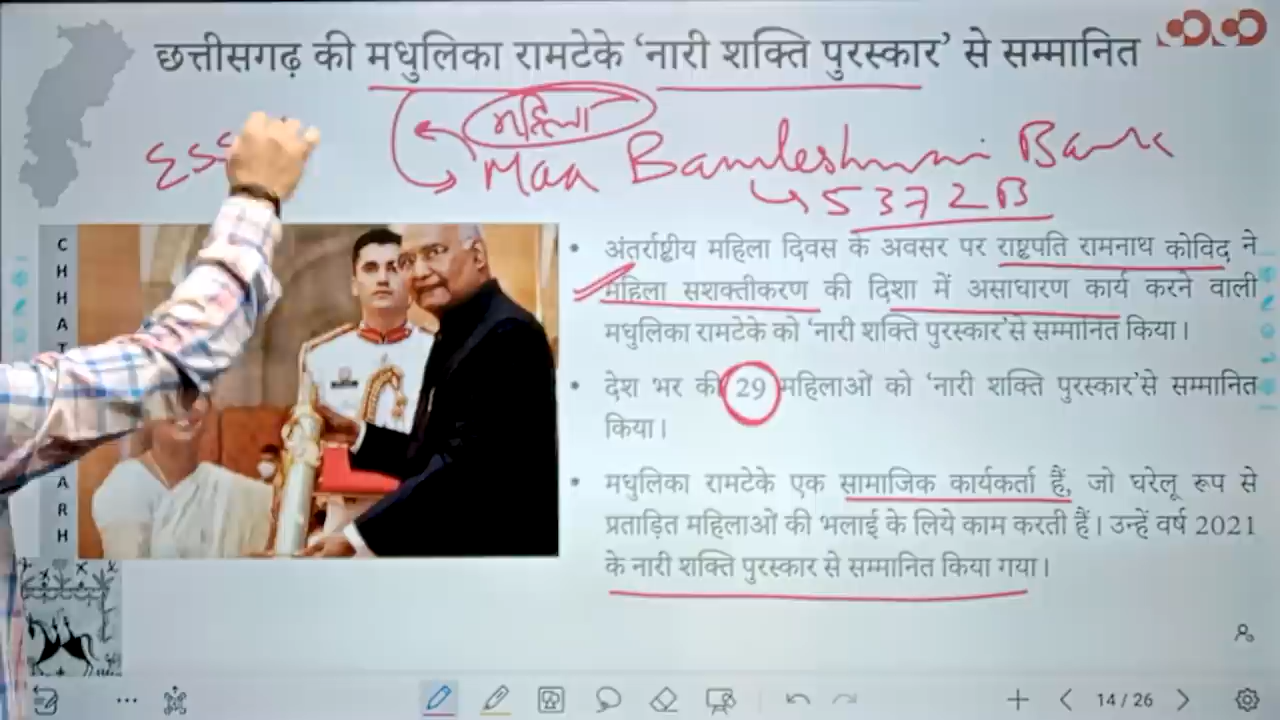 छत्तीसगढ़ की मधुलिका रामटेके ‘नारी शक्ति पुरस्कार’ से सम्मानित
महिला
Maa Bamleshwari Bank
5372 B
अंतर्राष्ट्रीय महिला दिवस के अवसर पर राष्ट्रपति रामनाथ कोविद ने
महिला सशक्तीकरण की दिशा में असाधारण कार्य करने वाली
मधुलिका रामटेके को ‘नारी शक्ति पुरस्कार’से सम्मानित किया।
देश भर की 29 महिलाओं को ‘नारी शक्ति पुरस्कार’से सम्मानित
किया।
मधुलिका रामटेके एक सामाजिक कार्यकर्ता हैं, जो घरेलू रूप से
प्रताड़ित महिलाओं की भलाई के लिये काम करती हैं। उन्हें वर्ष 2021
के नारी शक्ति पुरस्कार से सम्मानित किया गया।
C
H
H
A
T
A
R
H
14 / 26